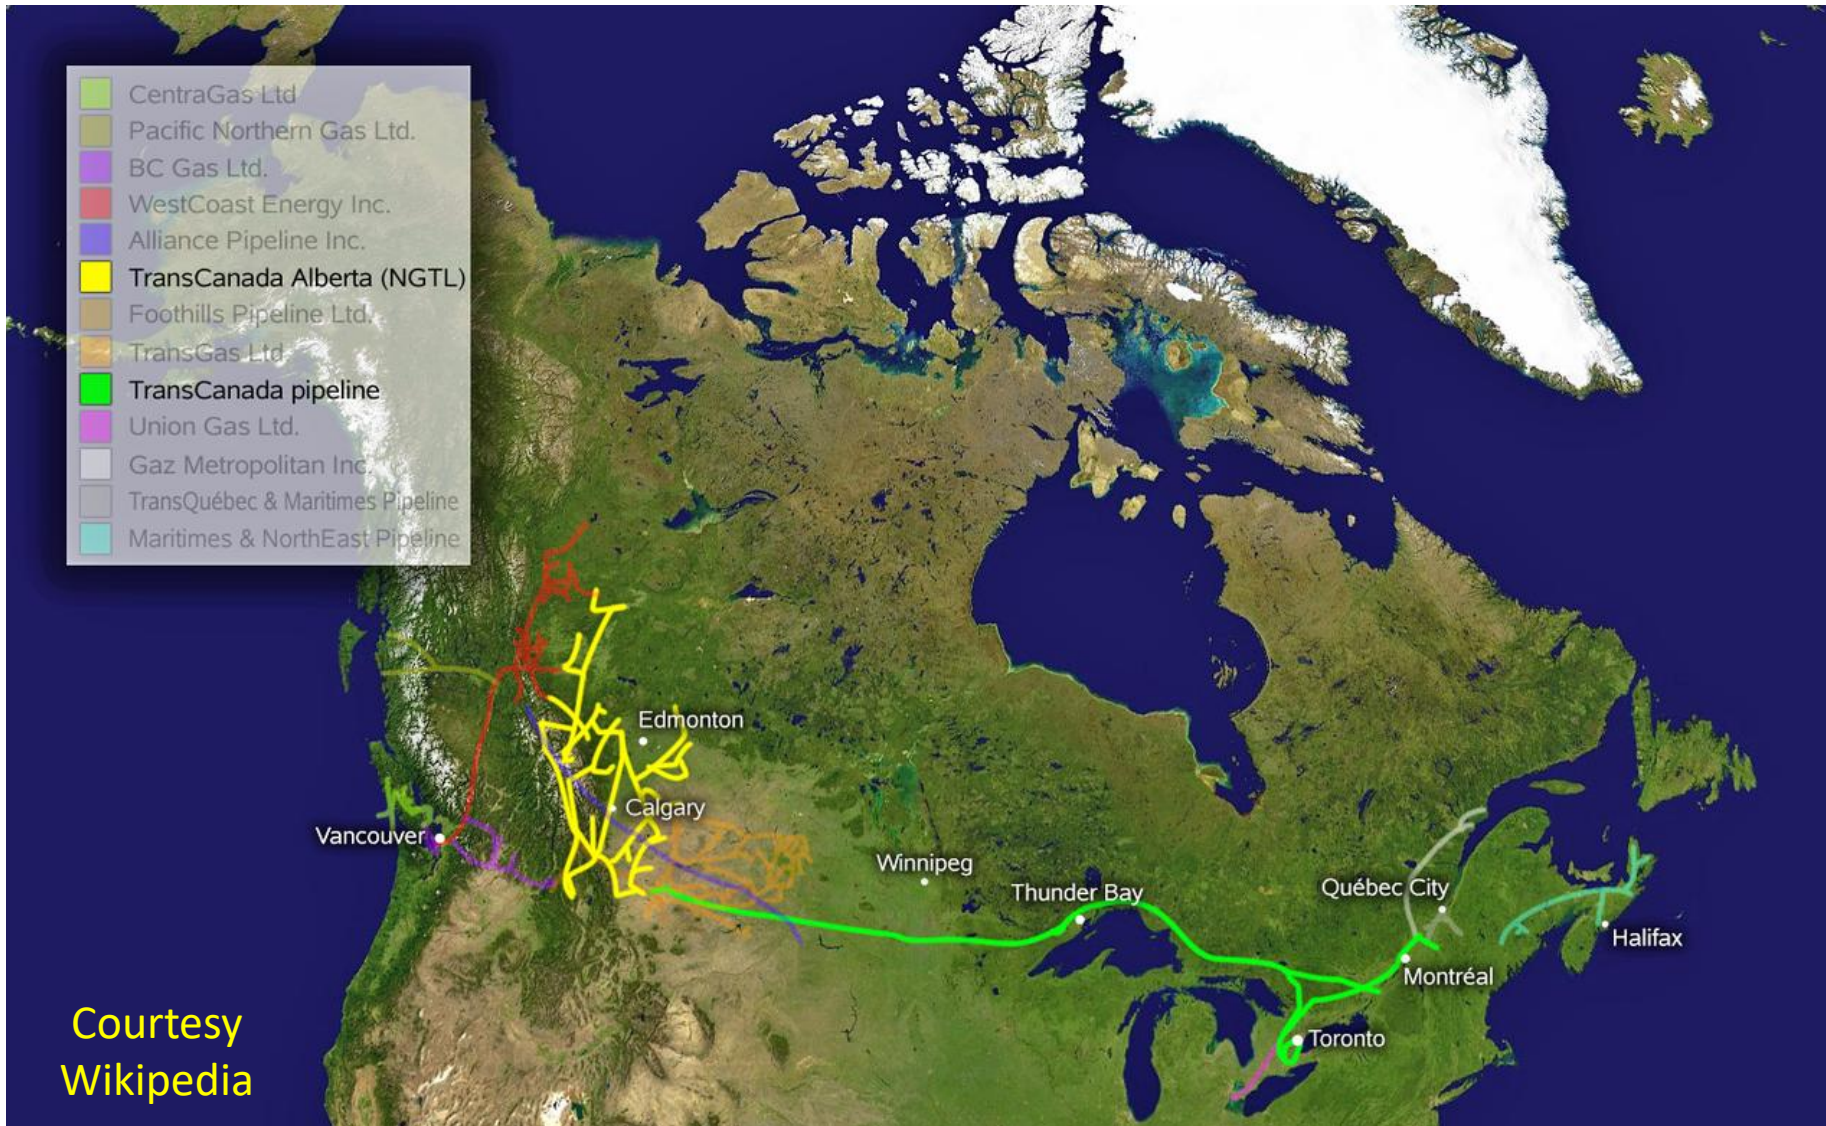 CentraGas Ltd
Pacific Northern Gas Ltd.
BC Gas Ltd.
WestCoast Energy Inc.
Alliance Pipeline Inc.
TransCanada Alberta (NGTL)
Foothills Pipeline Ltd.
TransGas Ltd
TransCanada pipeline
Union Gas Ltd.
Gaz Metropolitan Inc.
TransQuébec & Maritimes Pipeline
Maritimes & NorthEast Pipeline
Edmonton
Calgary
Vancouver
Winnipeg
Thunder Bay
Québec City
Halifax
Montréal
Toronto
Courtesy
Wikipedia